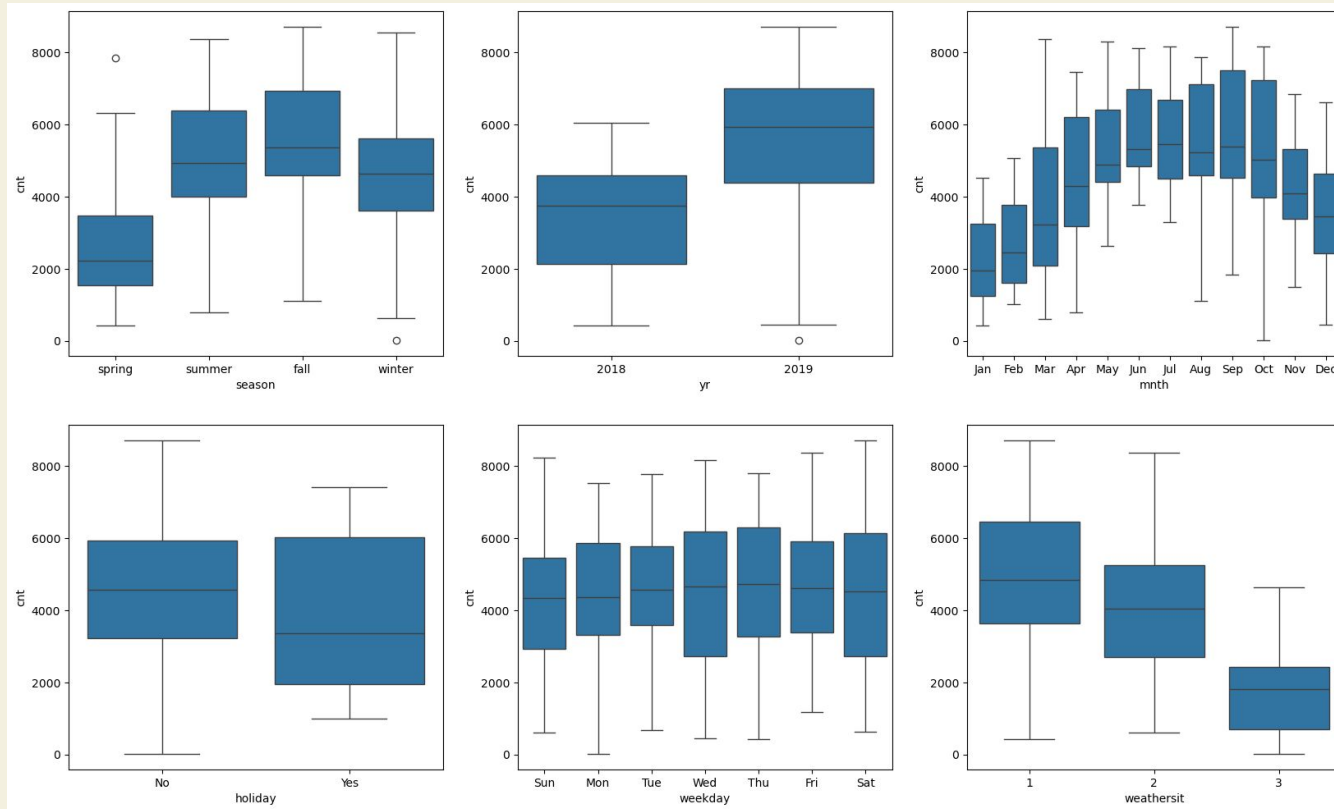 8000
6000
4000
2000
0
cnt
spring summer fall winter
season
8000
6000
4000
2000
0
cnt
2018 2019
yr
8000
6000
4000
2000
0
cnt
Jan Feb Mar Apr May Jun Jul Aug Sep Oct Nov Dec
mnth
8000
6000
4000
2000
0
cnt
No Yes
holiday
8000
6000
4000
2000
0
cnt
Sun Mon Tue Wed Thu Fri Sat
weekday
8000
6000
4000
2000
0
cnt
1 2 3
weathersit